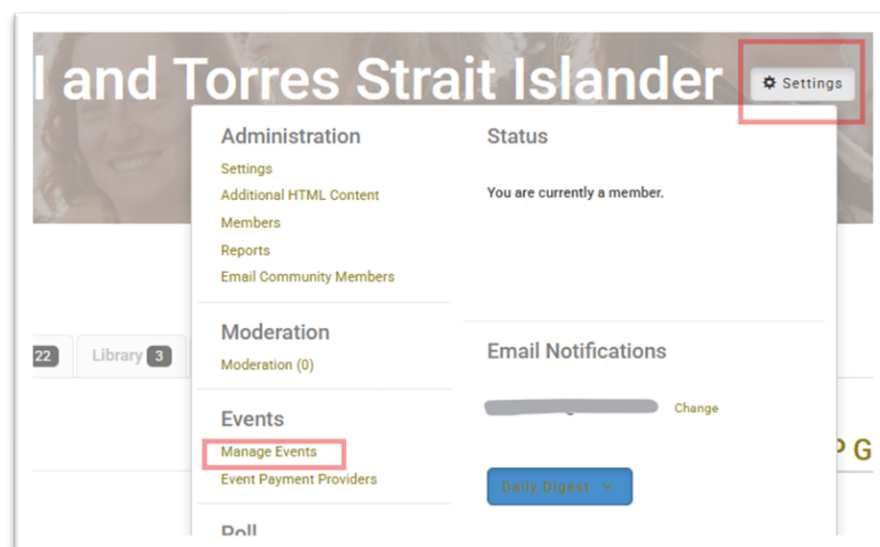 l and Torres Strait Islander
Settings
Administration
Settings
Additional HTML Content
Members
Reports
Email Community Members
Status
You are currently a member.
22
Library 3
Moderation
Moderation (0)
Email Notifications
Change
Events
Manage Events
Event Payment Providers
Daily Digest
P G
Poll